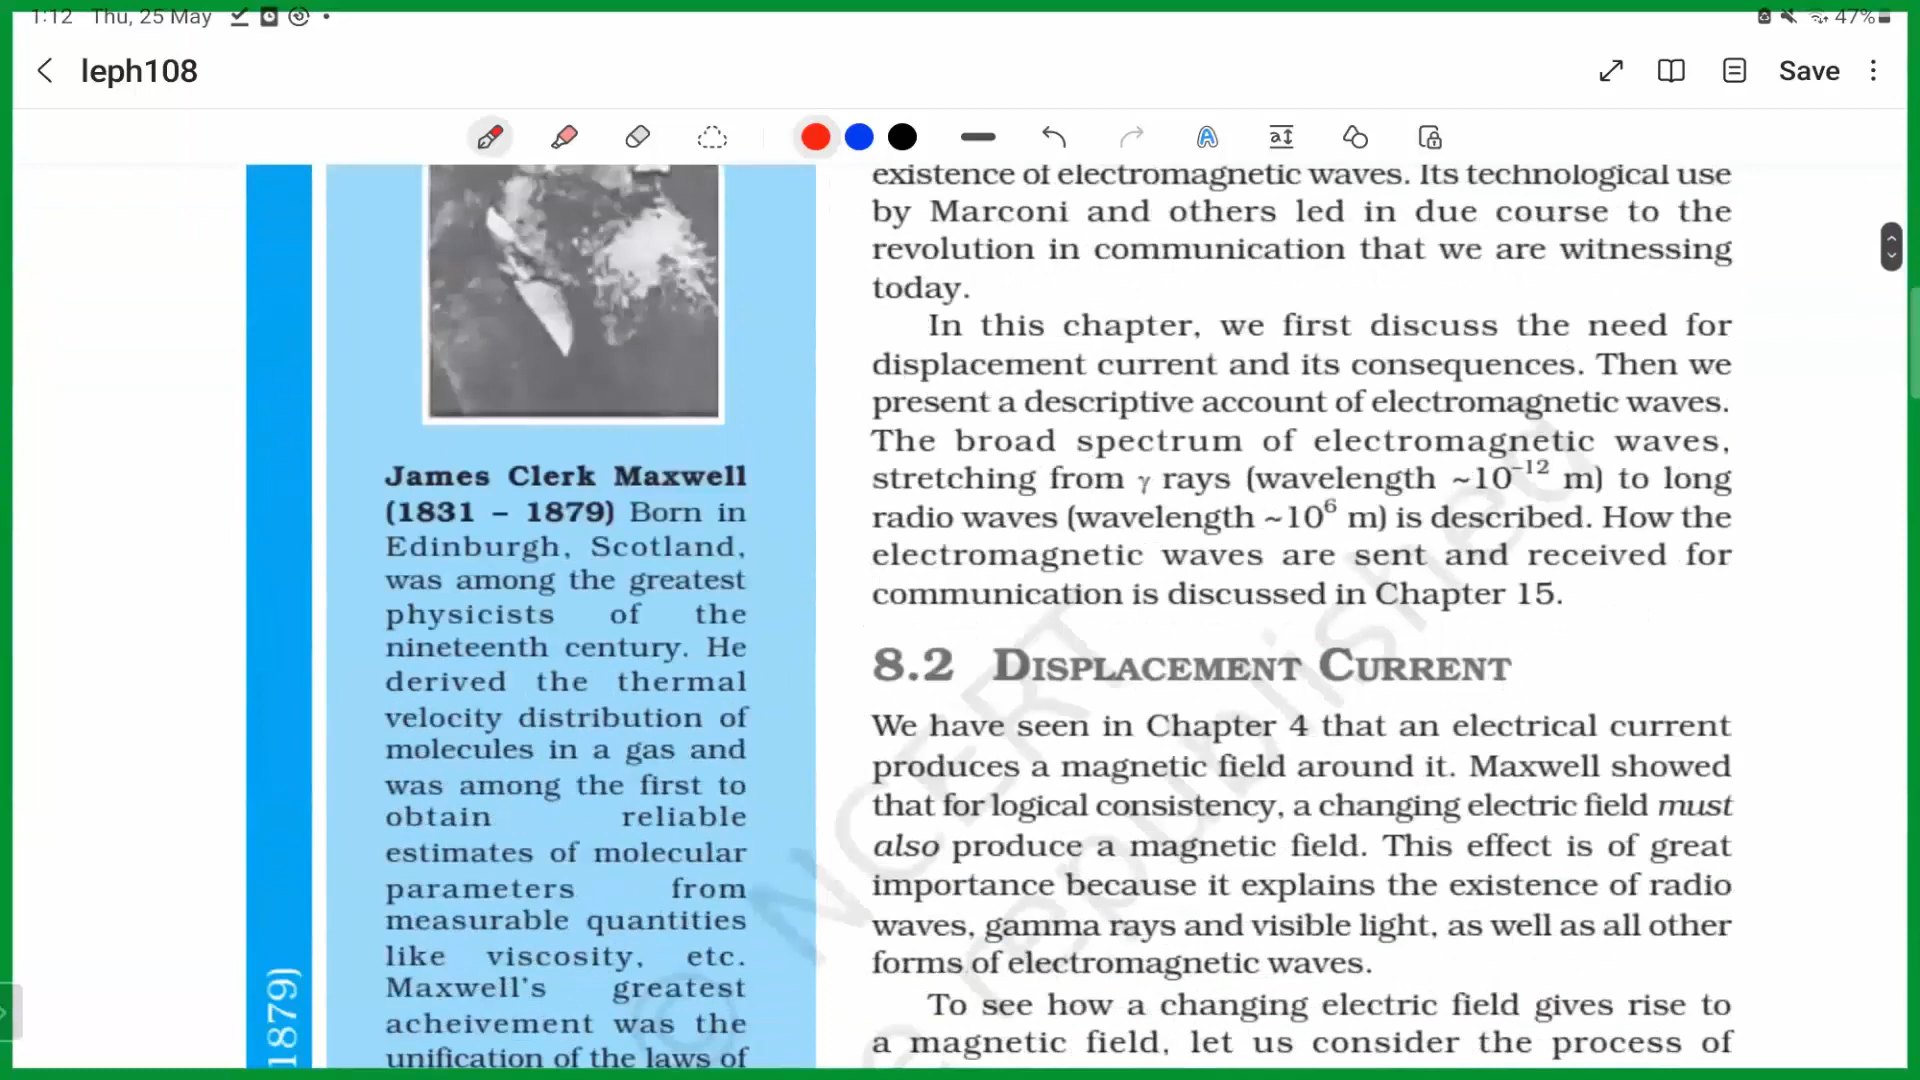 1:12 Thu, 25 May
47%
leph108
Save
existence of electromagnetic waves. Its technological use
by Marconi and others led in due course to the
revolution in communication that we are witnessing
today.
In this chapter, we first discuss the need for
displacement current and its consequences. Then we
present a descriptive account of electromagnetic waves.
The broad spectrum of electromagnetic waves,
stretching from γ rays (wavelength ~10⁻¹² m) to long
radio waves (wavelength ~10⁶ m) is described. How the
electromagnetic waves are sent and received for
communication is discussed in Chapter 15.
8.2 DISPLACEMENT CURRENT
We have seen in Chapter 4 that an electrical current
produces a magnetic field around it. Maxwell showed
that for logical consistency, a changing electric field must
also produce a magnetic field. This effect is of great
importance because it explains the existence of radio
waves, gamma rays and visible light, as well as all other
forms of electromagnetic waves.
To see how a changing electric field gives rise to
a magnetic field, let us consider the process of
James Clerk Maxwell
(1831 – 1879) Born in
Edinburgh, Scotland,
was among the greatest
physicists of the
nineteenth century. He
derived the thermal
velocity distribution of
molecules in a gas and
was among the first to
obtain reliable
estimates of molecular
parameters from
measurable quantities
like viscosity, etc.
Maxwell's greatest
acheivement was the
unification of the laws of
1879)
© NCERT
republished